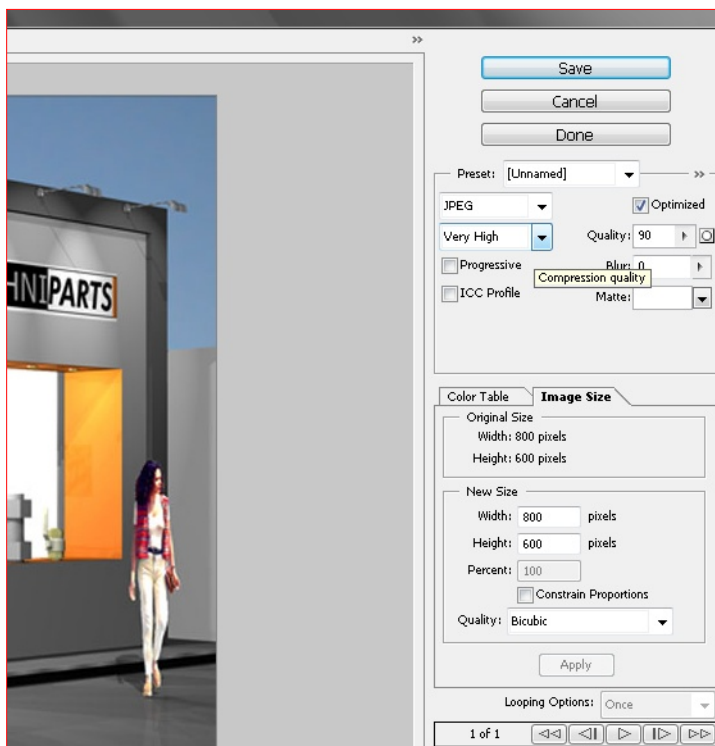 HNIPARTS
Save
Cancel
Done
Preset: [Unnamed]
JPEG
Optimized
Very High
Quality: 90
Progressive
Blur: 0
Compression quality
ICC Profile
Matte:
Color Table
Image Size
Original Size
Width: 800 pixels
Height: 600 pixels
New Size
Width: 800 pixels
Height: 600 pixels
Percent: 100
Constrain Proportions
Quality: Bicubic
Apply
Looping Options: Once
1 of 1